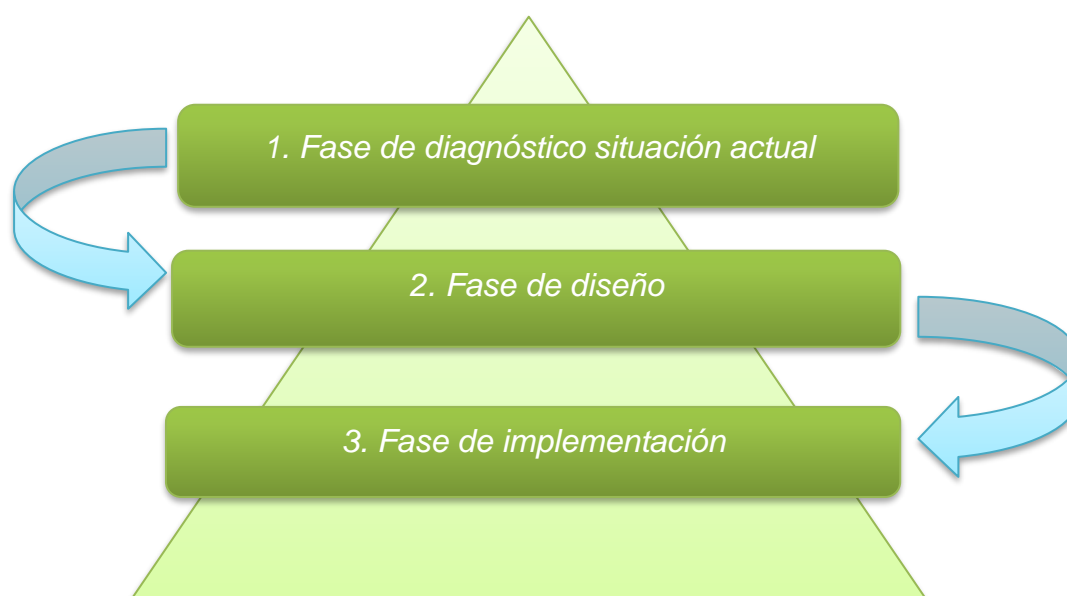 1. Fase de diagnóstico situación actual
2. Fase de diseño
3. Fase de implementación